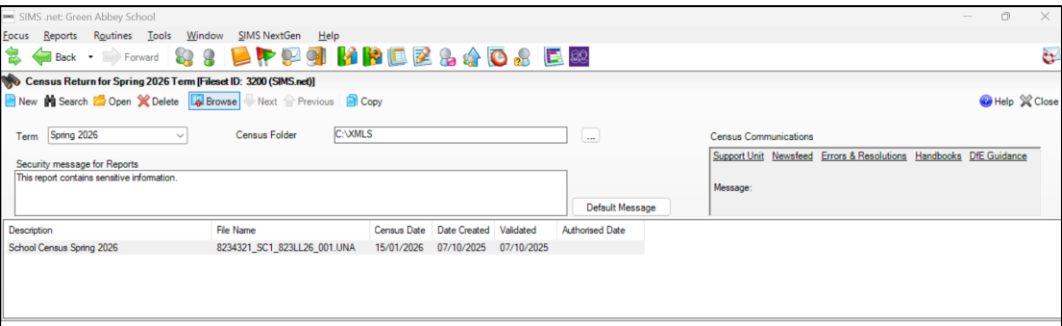 SIMS .net: Green Abbey School
Focus Reports Routines Tools Window SIMS NextGen Help
Back Forward
Census Return for Spring 2026 Term [Fileset ID: 3200 (SIMS.net)]
New Search Open Delete Browse Next Previous Copy Help Close
Term Spring 2026 Census Folder C:\XMLS ... Census Communications
Support Unit Newsfeed Errors & Resolutions Handbooks DfE Guidance
Security message for Reports
This report contains sensitive information.
Message:
Default Message
Description File Name Census Date Date Created Validated Authorised Date
School Census Spring 2026 8234321_SC1_823LL26_001.UNA 15/01/2026 07/10/2025 07/10/2025